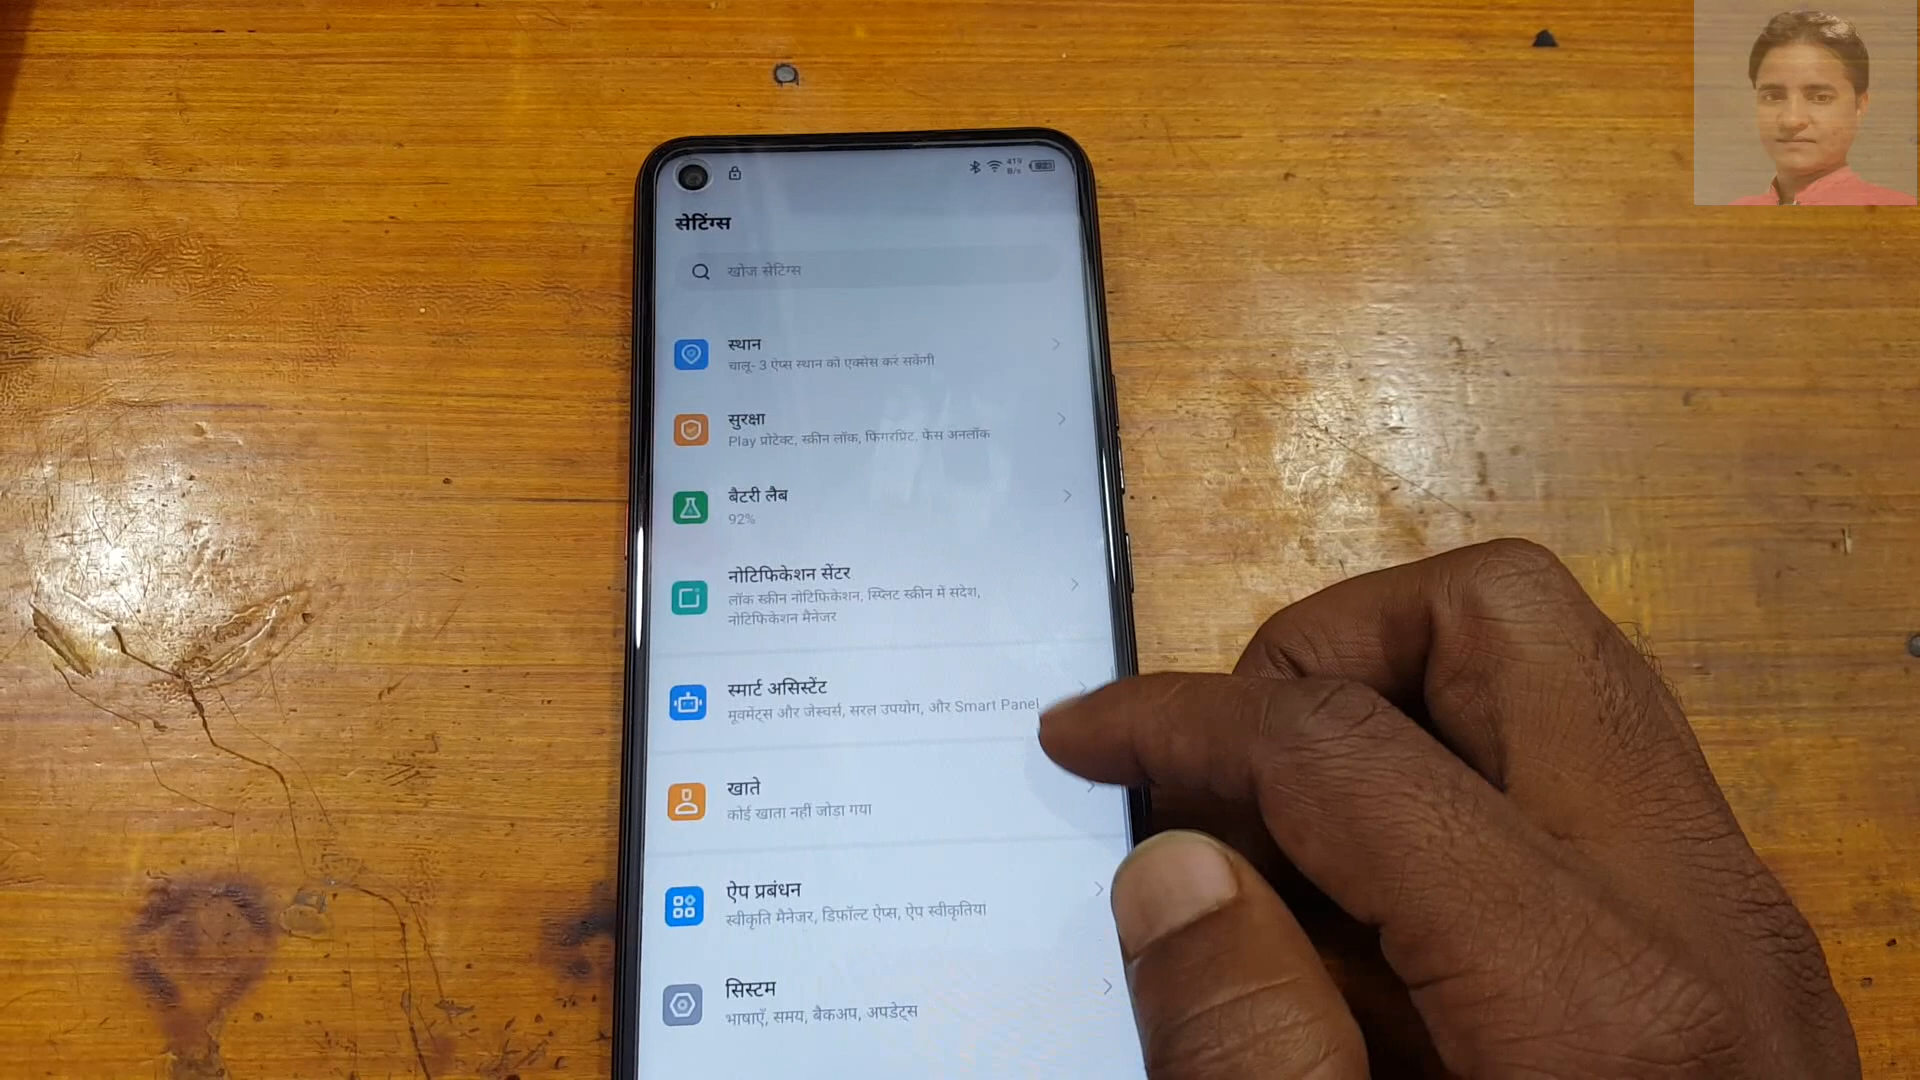 419
B/s
सेटिंग्स
खोज सेटिंग्स
स्थान
चालू- 3 ऐप्स स्थान को एक्सेस कर सकेंगी
सुरक्षा
Play प्रोटेक्ट, स्क्रीन लॉक, फिंगरप्रिंट, फेस अनलॉक
बैटरी लैब
92%
नोटिफिकेशन सेंटर
लॉक स्क्रीन नोटिफिकेशन, स्प्लिट स्क्रीन में संदेश,
नोटिफिकेशन मैनेजर
स्मार्ट असिस्टेंट
मूवमेंट्स और जेस्चर्स, सरल उपयोग, और Smart Panel
खाते
कोई खाता नहीं जोड़ा गया
ऐप प्रबंधन
स्वीकृति मैनेजर, डिफ़ॉल्ट ऐप्स, ऐप स्वीकृतियां
सिस्टम
भाषाएँ, समय, बैकअप, अपडेट्स